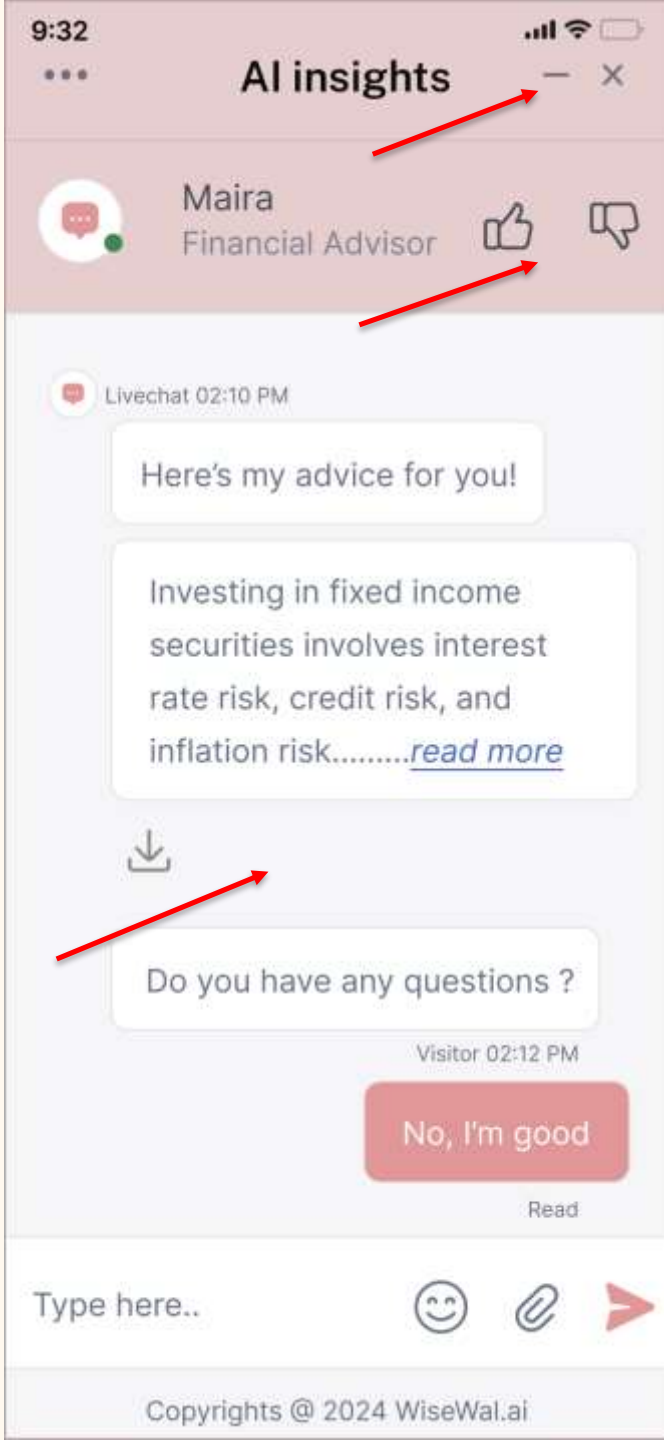 9:32
AI insights
Maira
Financial Advisor
Livechat 02:10 PM
Here's my advice for you!
Investing in fixed income
securities involves interest
rate risk, credit risk, and
inflation risk.........read more
Do you have any questions ?
Visitor 02:12 PM
No, I'm good
Read
Type here..
Copyrights @ 2024 WiseWal.ai